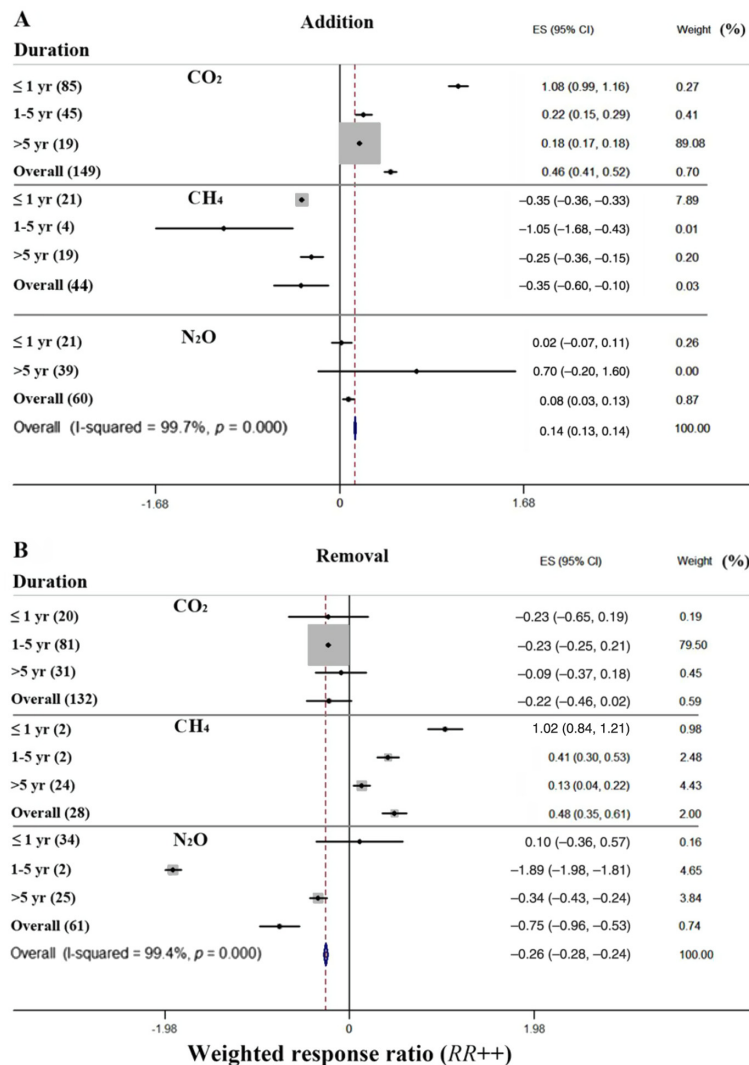 A Addition ES (95% CI) Weight (%)
Duration
CO₂
≤ 1 yr (85) 1.08 (0.99, 1.16) 0.27
1-5 yr (45) 0.22 (0.15, 0.29) 0.41
>5 yr (19) 0.18 (0.17, 0.18) 89.08
Overall (149) 0.46 (0.41, 0.52) 0.70
≤ 1 yr (21) CH₄ −0.35 (−0.36, −0.33) 7.89
1-5 yr (4) −1.05 (−1.68, −0.43) 0.01
>5 yr (19) −0.25 (−0.36, −0.15) 0.20
Overall (44) −0.35 (−0.60, −0.10) 0.03
N₂O
≤ 1 yr (21) 0.02 (−0.07, 0.11) 0.26
>5 yr (39) 0.70 (−0.20, 1.60) 0.00
Overall (60) 0.08 (0.03, 0.13) 0.87
Overall (I-squared = 99.7%, p = 0.000) 0.14 (0.13, 0.14) 100.00
-1.68 0 1.68
B Removal ES (95% CI) Weight (%)
Duration
CO₂
≤ 1 yr (20) −0.23 (−0.65, 0.19) 0.19
1-5 yr (81) −0.23 (−0.25, 0.21) 79.50
>5 yr (31) −0.09 (−0.37, 0.18) 0.45
Overall (132) −0.22 (−0.46, 0.02) 0.59
≤ 1 yr (2) CH₄ 1.02 (0.84, 1.21) 0.98
1-5 yr (2) 0.41 (0.30, 0.53) 2.48
>5 yr (24) 0.13 (0.04, 0.22) 4.43
Overall (28) 0.48 (0.35, 0.61) 2.00
≤ 1 yr (34) N₂O 0.10 (−0.36, 0.57) 0.16
1-5 yr (2) −1.89 (−1.98, −1.81) 4.65
>5 yr (25) −0.34 (−0.43, −0.24) 3.84
Overall (61) −0.75 (−0.96, −0.53) 0.74
Overall (I-squared = 99.4%, p = 0.000) −0.26 (−0.28, −0.24) 100.00
-1.98 0 1.98
Weighted response ratio (RR++)